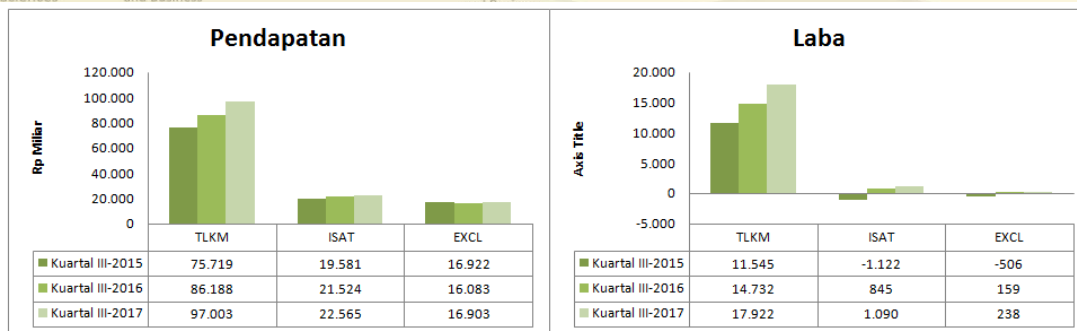 and business
Pendapatan
Rp Miliar
120.000
100.000
80.000
60.000
40.000
20.000
0
TLKM ISAT EXCL
Kuartal III-2015 75.719 19.581 16.922
Kuartal III-2016 86.188 21.524 16.083
Kuartal III-2017 97.003 22.565 16.903
Laba
Axis Title
20.000
15.000
10.000
5.000
0
-5.000
TLKM ISAT EXCL
Kuartal III-2015 11.545 -1.122 -506
Kuartal III-2016 14.732 845 159
Kuartal III-2017 17.922 1.090 238